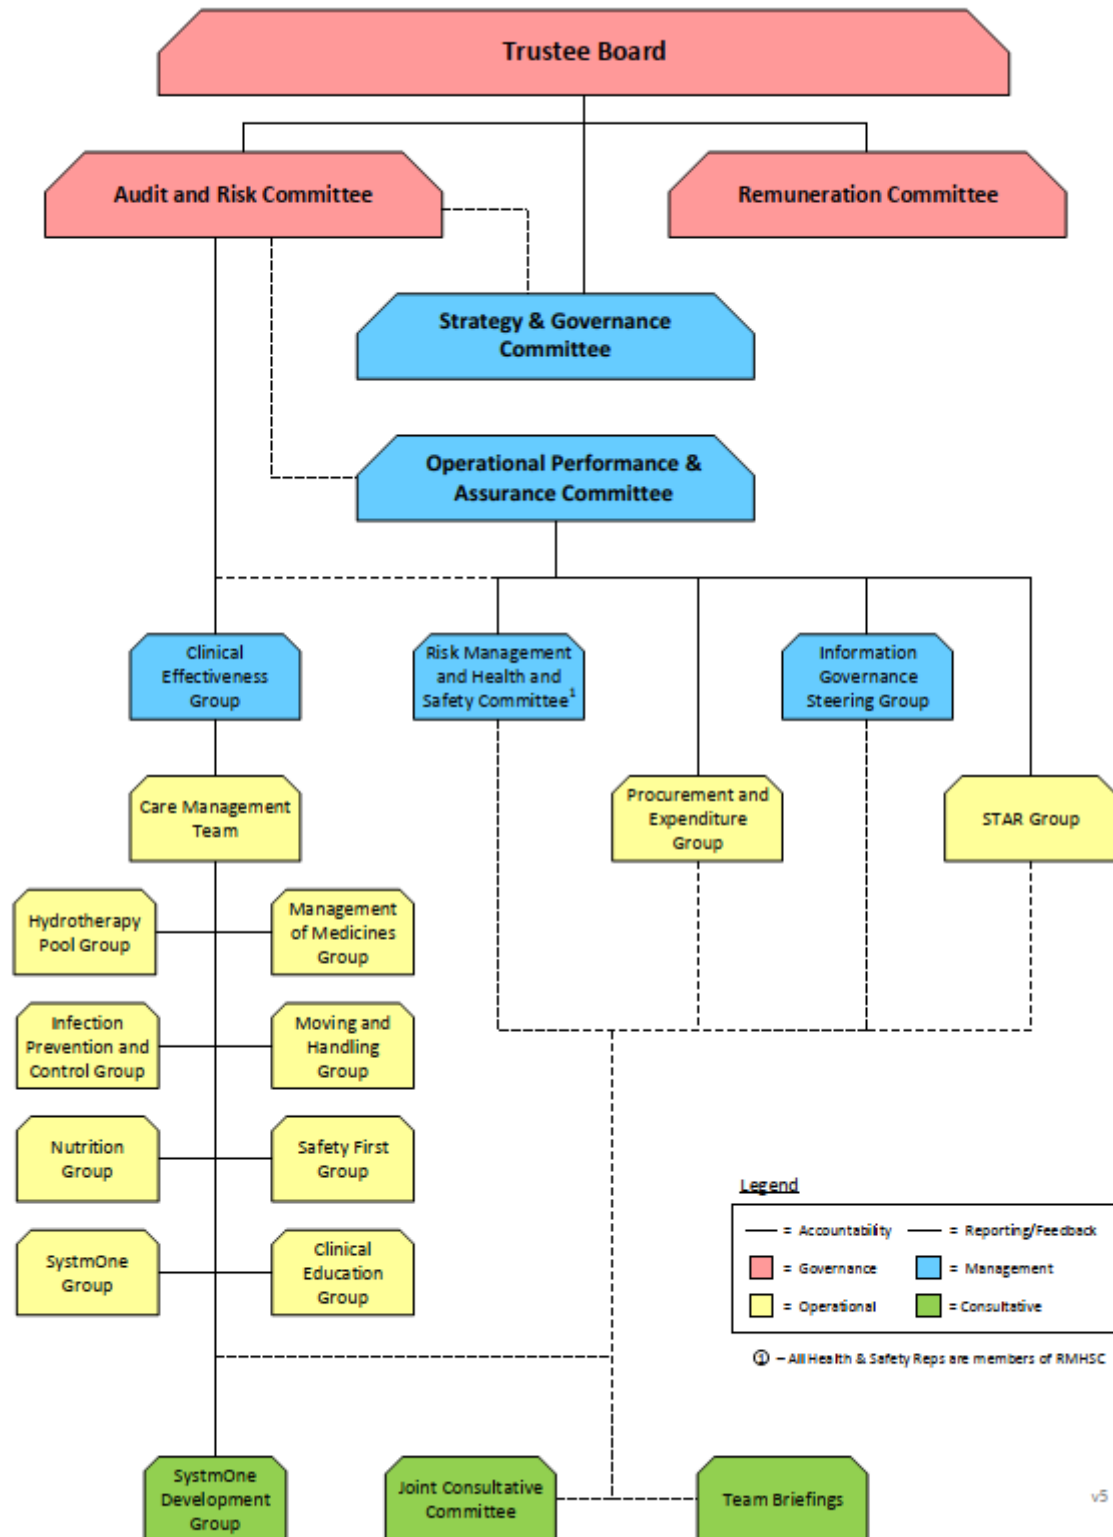 Trustee Board
Audit and Risk Committee
Remuneration Committee
Strategy & Governance
Committee
Operational Performance &
Assurance Committee
Clinical
Effectiveness
Group
Risk Management
and Health and
Safety Committee1
Information
Governance
Steering Group
Care Management
Team
Procurement and
Expenditure
Group
STAR Group
Hydrotherapy
Pool Group
Management
of Medicines
Group
Infection
Prevention and
Control Group
Moving and
Handling
Group
Nutrition
Group
Safety First
Group
SystmOne
Group
Clinical
Education
Group
Legend
= Accountability
= Reporting/Feedback
= Governance
= Management
= Operational
= Consultative
① – All Health & Safety Reps are members of RMHSC
SystmOne
Development
Group
Joint Consultative
Committee
Team Briefings
v5